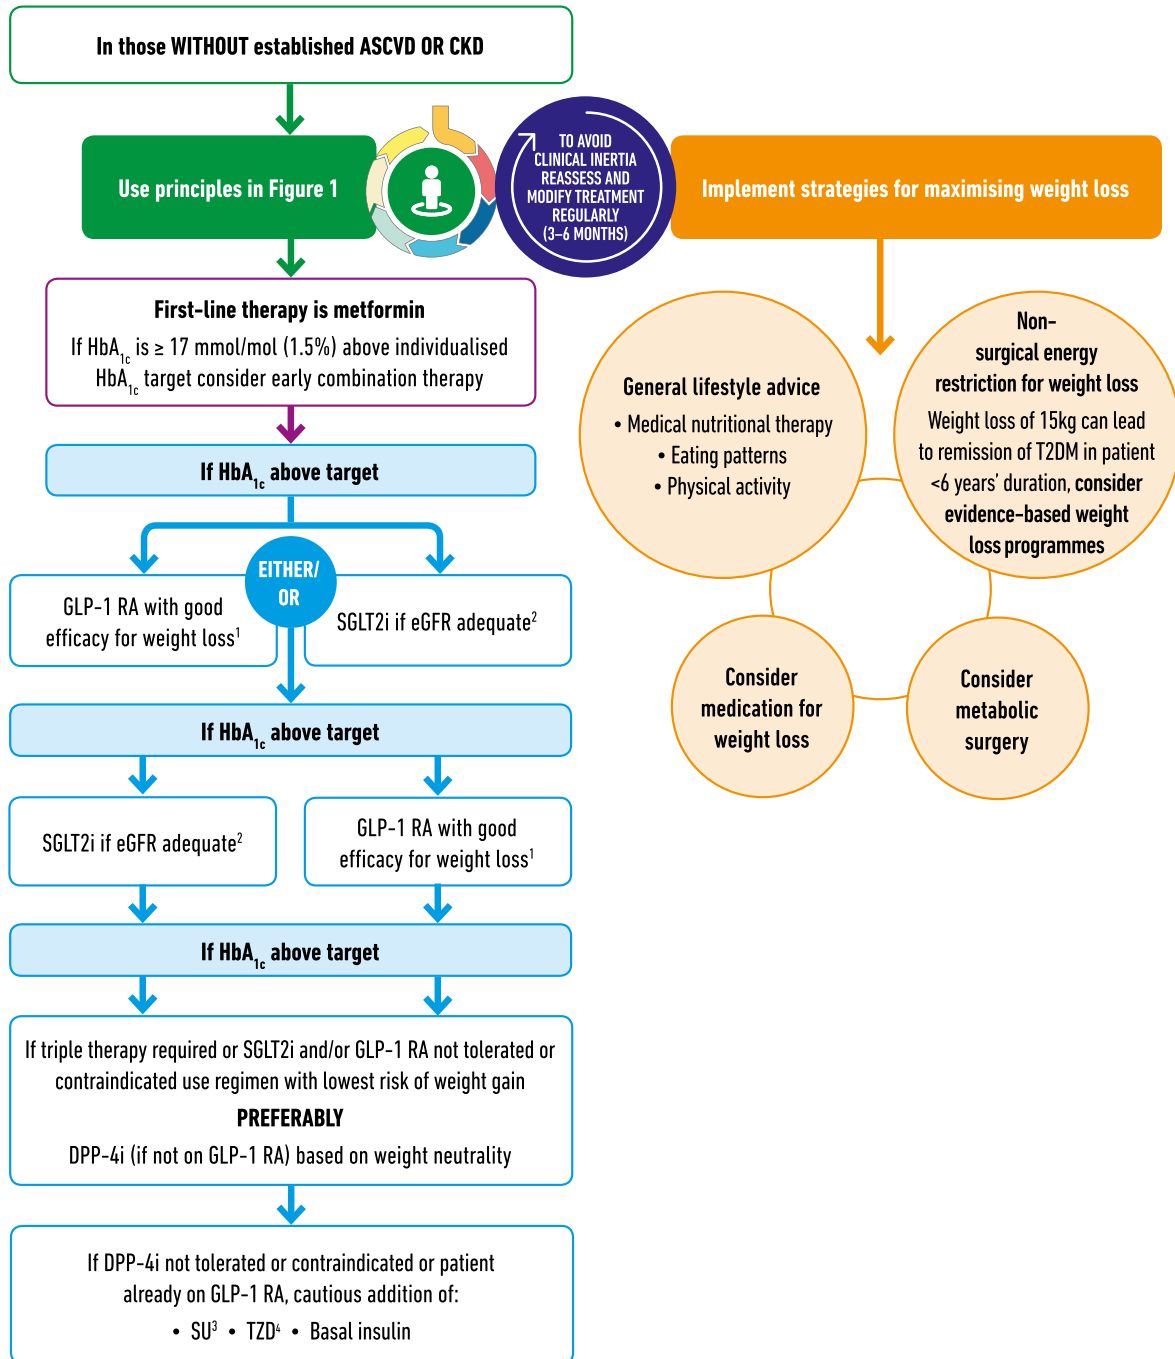 In those WITHOUT established ASCVD OR CKD
Use principles in Figure 1
TO AVOID
CLINICAL INERTIA
REASSESS AND
MODIFY TREATMENT
REGULARLY
(3–6 MONTHS)
Implement strategies for maximising weight loss
First-line therapy is metformin
If HbA1c is ≥ 17 mmol/mol (1.5%) above individualised
HbA1c target consider early combination therapy
If HbA1c above target
EITHER/
OR
GLP-1 RA with good
efficacy for weight loss1
SGLT2i if eGFR adequate2
If HbA1c above target
SGLT2i if eGFR adequate2
GLP-1 RA with good
efficacy for weight loss1
If HbA1c above target
If triple therapy required or SGLT2i and/or GLP-1 RA not tolerated or
contraindicated use regimen with lowest risk of weight gain
PREFERABLY
DPP-4i (if not on GLP-1 RA) based on weight neutrality
If DPP-4i not tolerated or contraindicated or patient
already on GLP-1 RA, cautious addition of:
• SU3 • TZD4 • Basal insulin
General lifestyle advice
• Medical nutritional therapy
• Eating patterns
• Physical activity
Non-
surgical energy
restriction for weight loss
Weight loss of 15kg can lead
to remission of T2DM in patient
<6 years' duration, consider
evidence-based weight
loss programmes
Consider
medication for
weight loss
Consider
metabolic
surgery